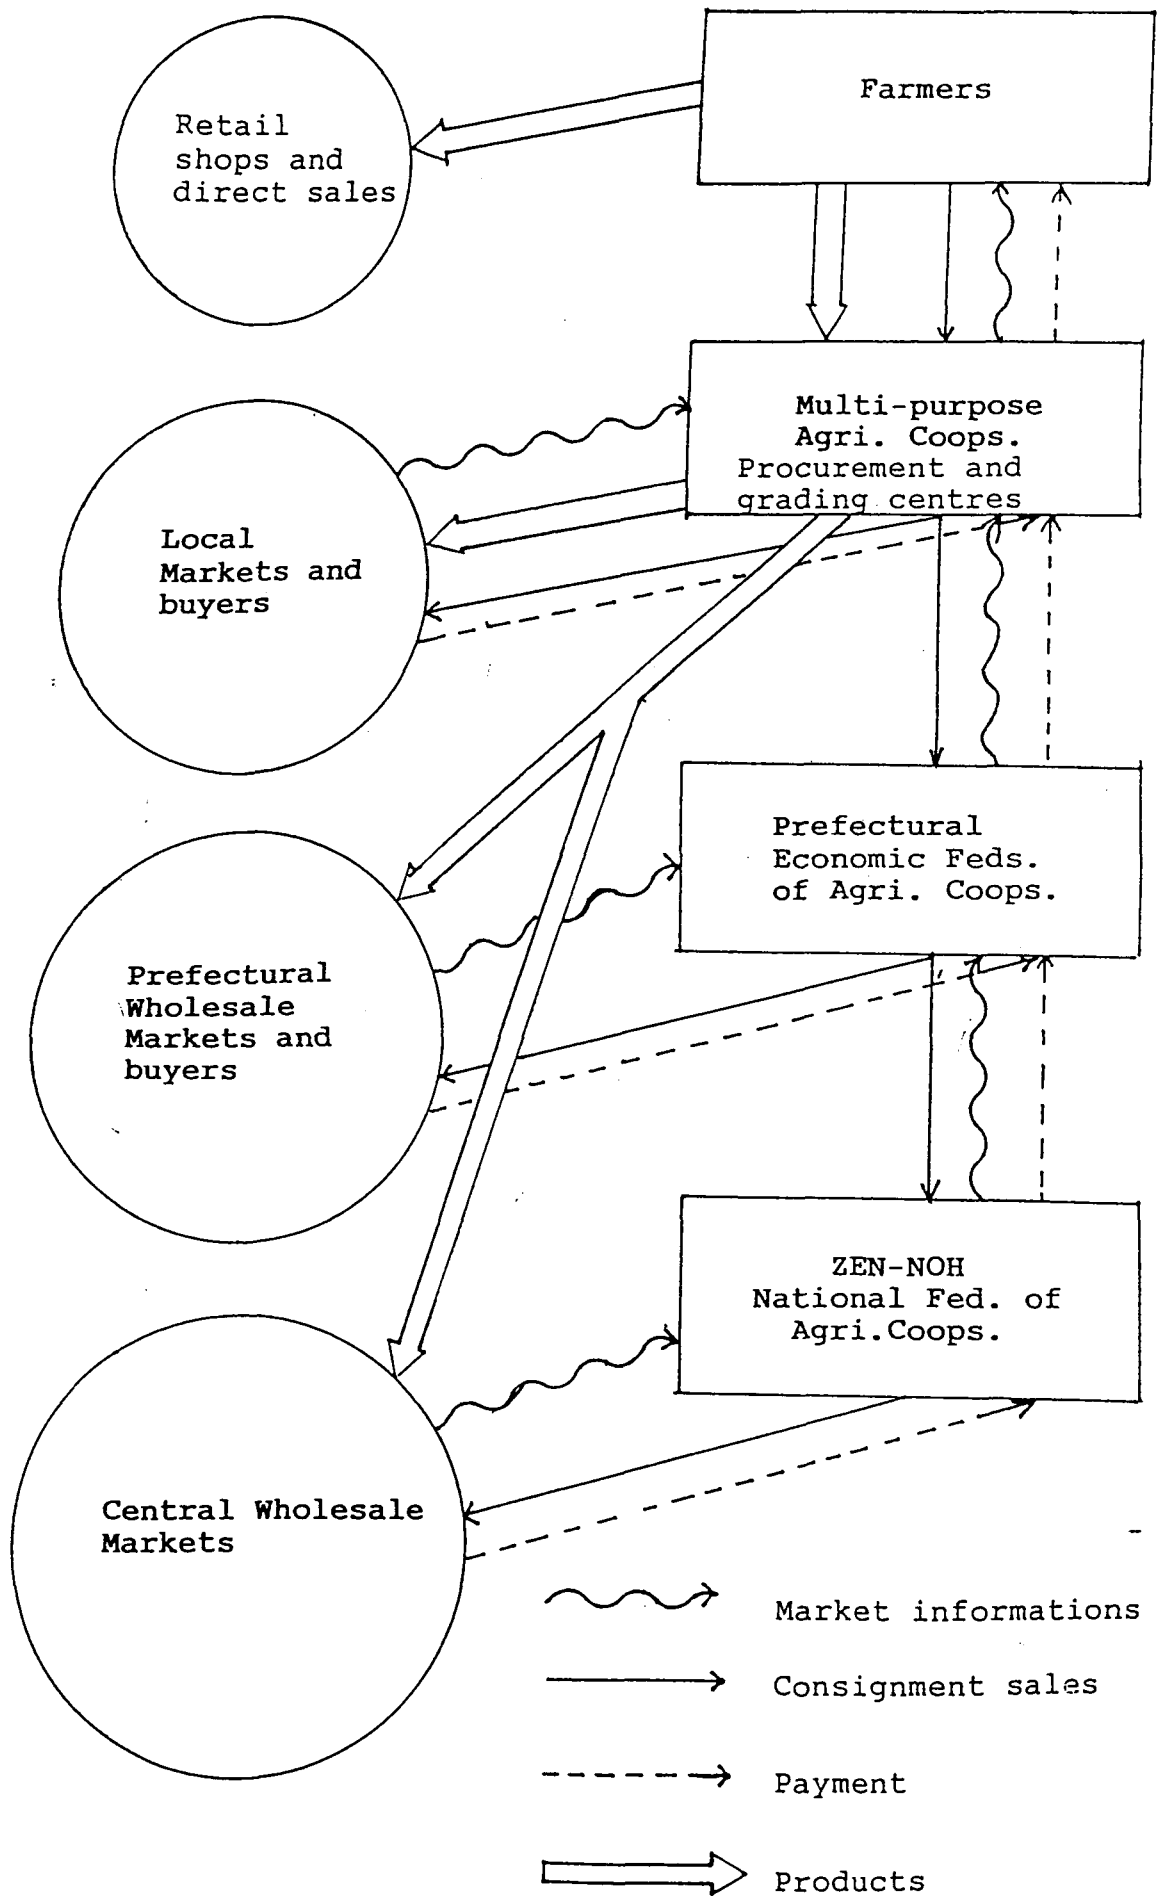 Farmers
Retail
shops and
direct sales
Multi-purpose
Agri. Coops.
Procurement and
grading centres
Local
Markets and
buyers
Prefectural
Economic Feds.
of Agri. Coops.
Prefectural
Wholesale
Markets and
buyers
ZEN-NOH
National Fed. of
Agri.Coops.
Central Wholesale
Markets
Market informations
Consignment sales
Payment
Products